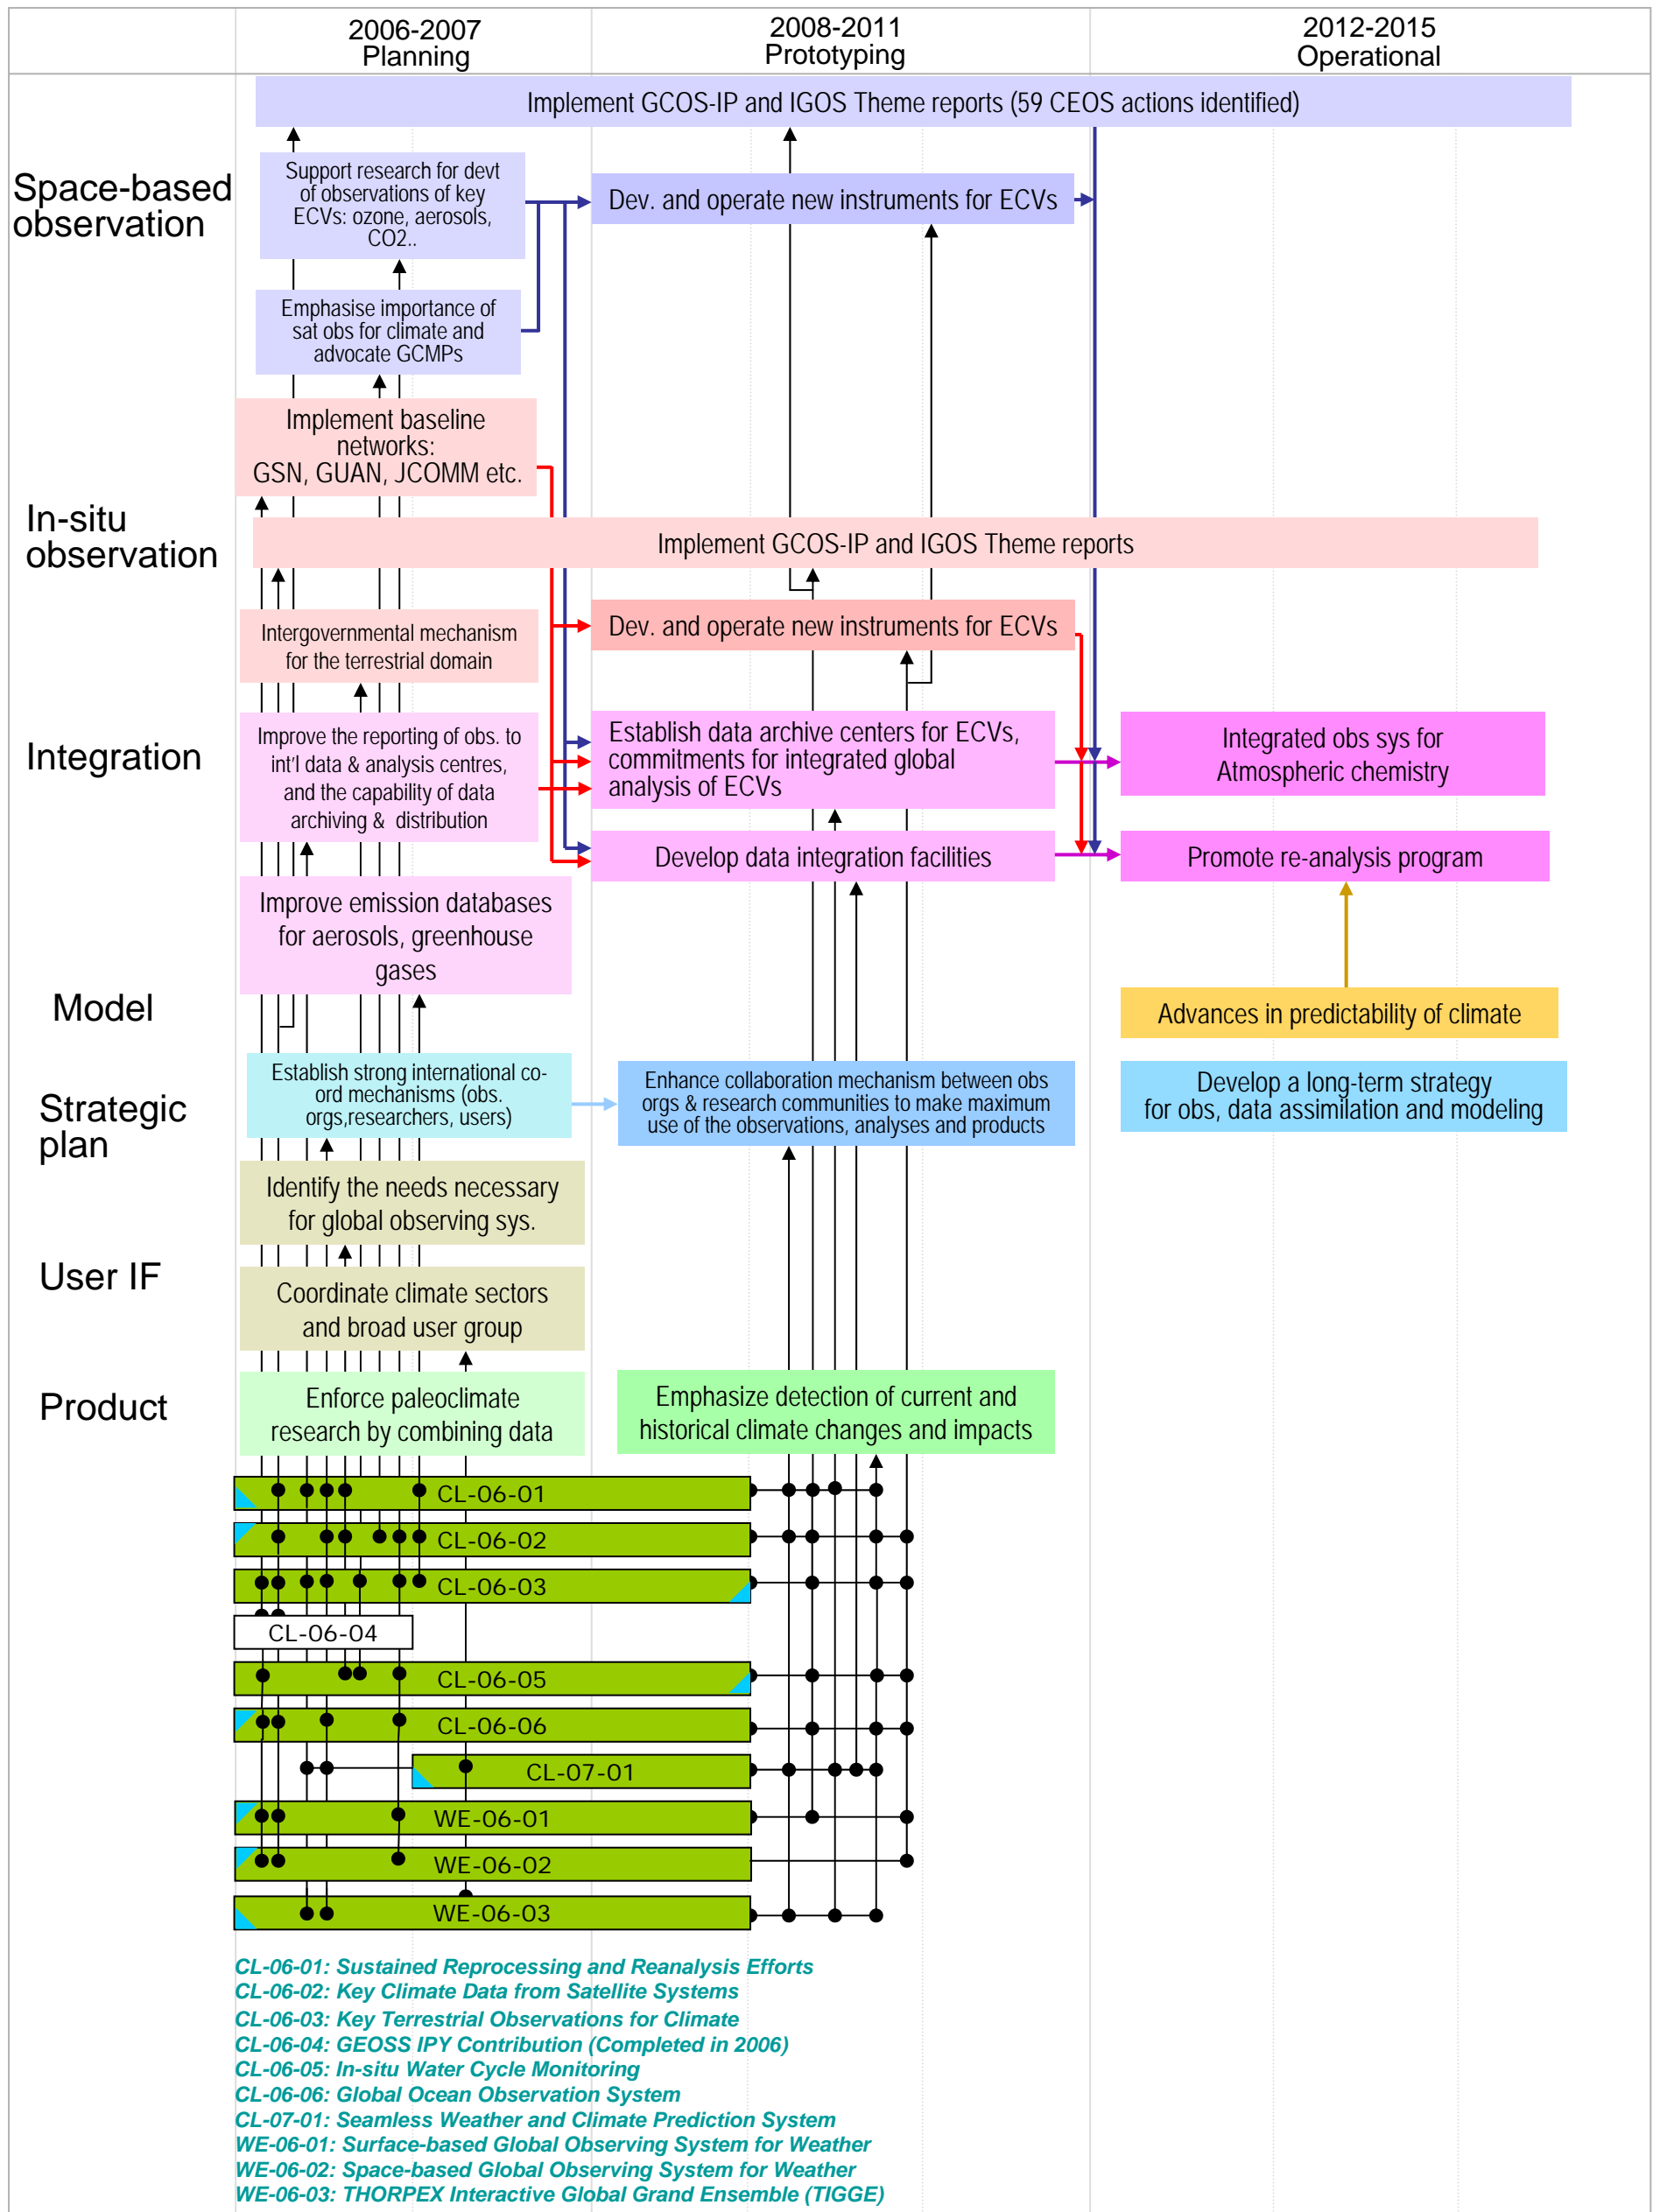 2006-2007
Planning
2008-2011
Prototyping
2012-2015
Operational
Implement GCOS-IP and IGOS Theme reports (59 CEOS actions identified)
Space-based
observation
Support research for devt
of observations of key
ECVs: ozone, aerosols,
CO2..
Dev. and operate new instruments for ECVs
Emphasise importance of
sat obs for climate and
advocate GCMPs
Implement baseline
networks:
GSN, GUAN, JCOMM etc.
In-situ
observation
Implement GCOS-IP and IGOS Theme reports
Intergovernmental mechanism
for the terrestrial domain
Dev. and operate new instruments for ECVs
Integration
Improve the reporting of obs. to
int'l data & analysis centres,
and the capability of data
archiving & distribution
Establish data archive centers for ECVs,
commitments for integrated global
analysis of ECVs
Integrated obs sys for
Atmospheric chemistry
Develop data integration facilities
Promote re-analysis program
Improve emission databases
for aerosols, greenhouse
gases
Model
Advances in predictability of climate
Strategic
plan
Establish strong international co-
ord mechanisms (obs.
orgs,researchers, users)
Enhance collaboration mechanism between obs
orgs & research communities to make maximum
use of the observations, analyses and products
Develop a long-term strategy
for obs, data assimilation and modeling
Identify the needs necessary
for global observing sys.
User IF
Coordinate climate sectors
and broad user group
Product
Enforce paleoclimate
research by combining data
Emphasize detection of current and
historical climate changes and impacts
CL-06-01
CL-06-02
CL-06-03
CL-06-04
CL-06-05
CL-06-06
CL-07-01
WE-06-01
WE-06-02
WE-06-03
CL-06-01: Sustained Reprocessing and Reanalysis Efforts
CL-06-02: Key Climate Data from Satellite Systems
CL-06-03: Key Terrestrial Observations for Climate
CL-06-04: GEOSS IPY Contribution (Completed in 2006)
CL-06-05: In-situ Water Cycle Monitoring
CL-06-06: Global Ocean Observation System
CL-07-01: Seamless Weather and Climate Prediction System
WE-06-01: Surface-based Global Observing System for Weather
WE-06-02: Space-based Global Observing System for Weather
WE-06-03: THORPEX Interactive Global Grand Ensemble (TIGGE)